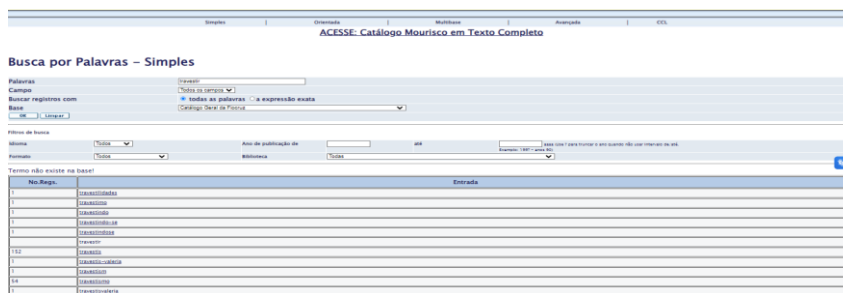 Simples | Orientada | Multibase | Avançada | CCL
ACESSE: Catálogo Mourisco em Texto Completo
Busca por Palavras – Simples
Palavras travestir
Campo Todos os campos
Buscar registros com todas as palavras a expressão exata
Base Catálogo Geral da Fiocruz
OK Limpar
Filtros de busca
Idioma Todos Ano de publicação de até
Formato Todos Biblioteca Todas
Termo não existe na base!
No.Regs. Entrada
1 travestilidades
1 travestimo
1 travestindo
1 travestindo-se
1 travestindose
travestir
152 travestis
1 travestis-valeria
1 travestism
54 travestismo
1 travestisvaleria